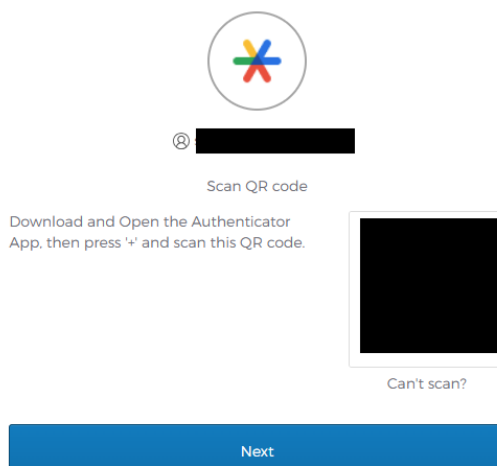 Scan QR code
Download and Open the Authenticator
App, then press '+' and scan this QR code.
Can't scan?
Next